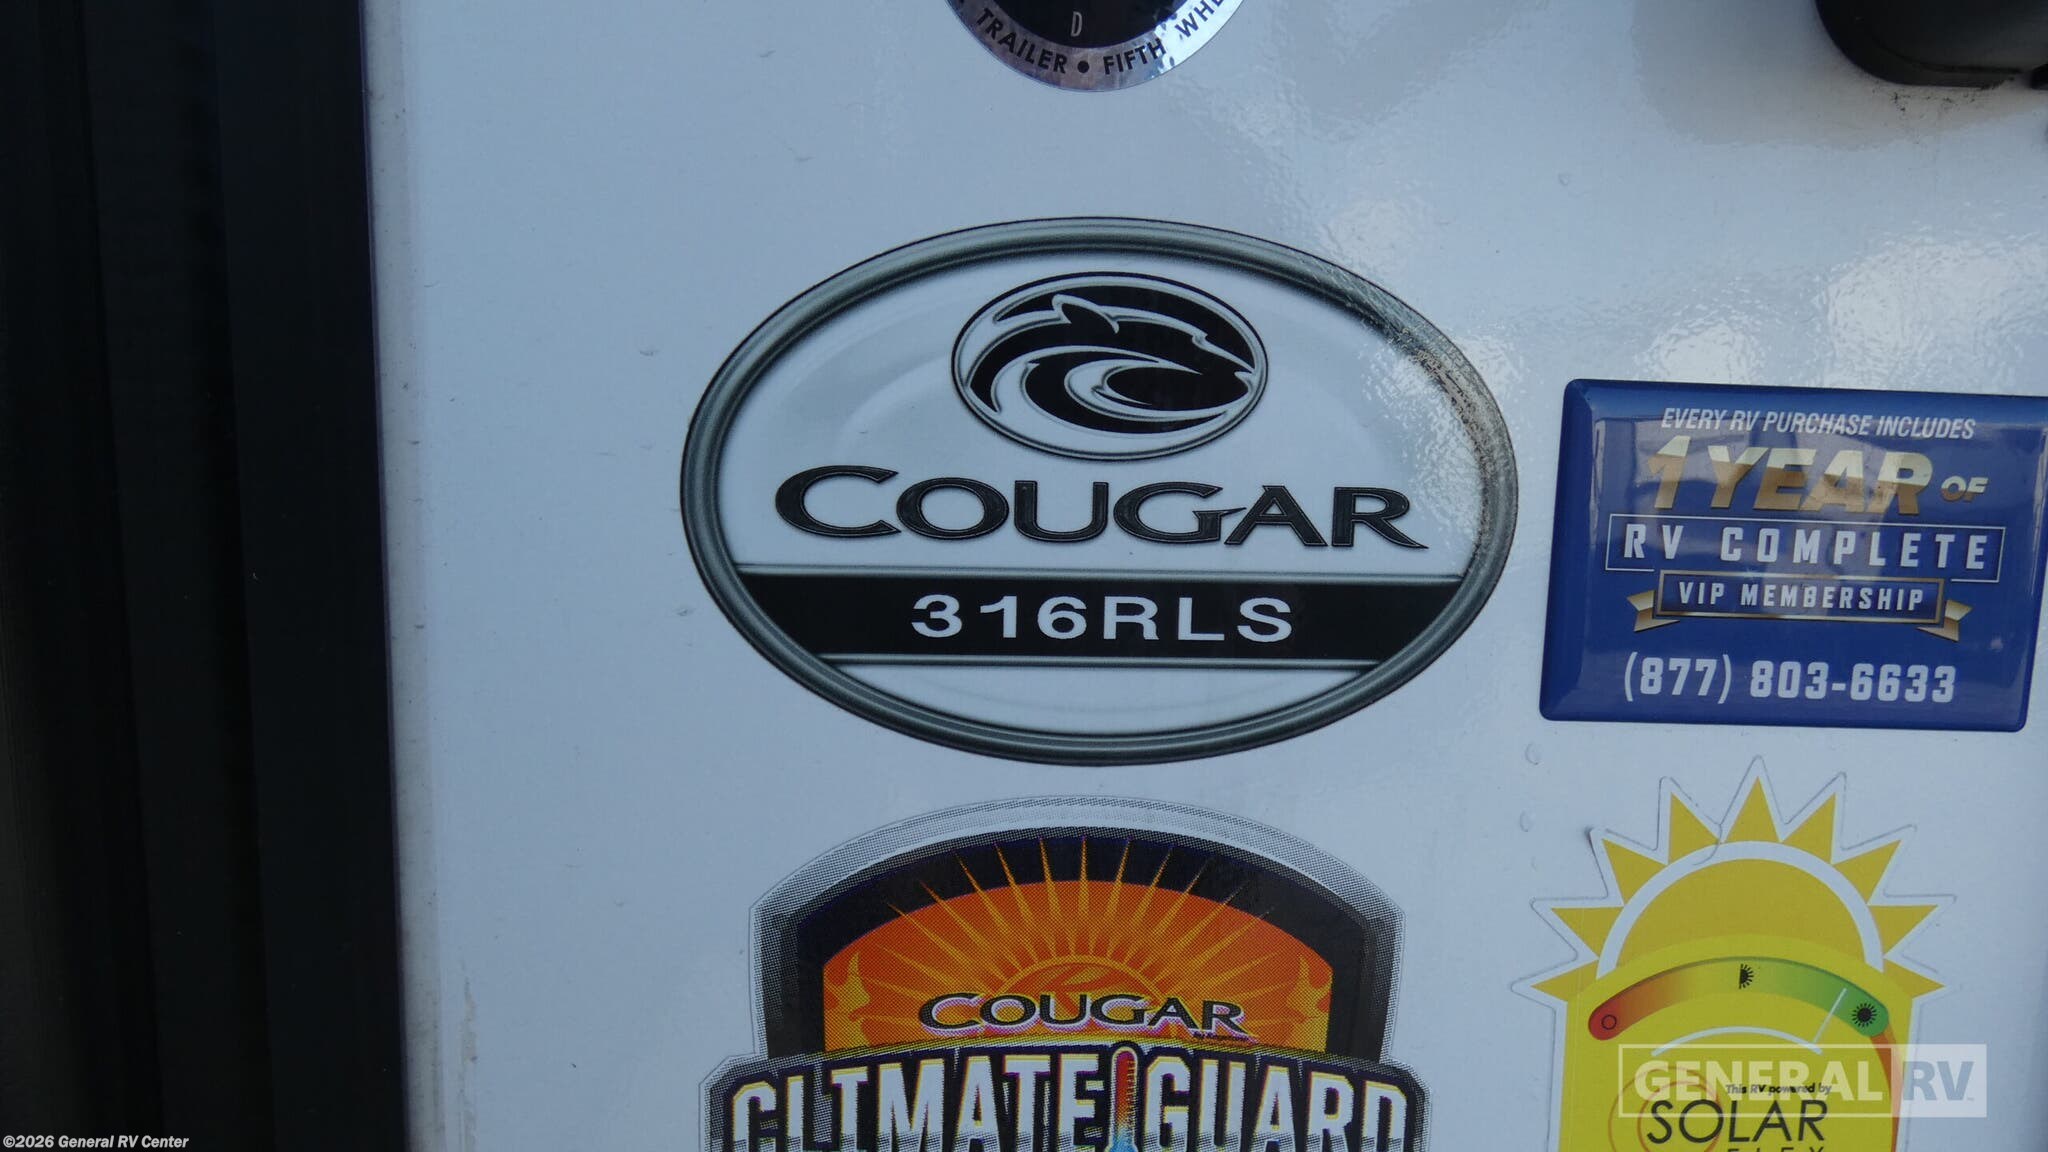 D
TRAILER • FIFTH WHE
COUGAR
316RLS
EVERY RV PURCHASE INCLUDES
1 YEAR OF
RV COMPLETE
VIP MEMBERSHIP
(877) 803-6633
COUGAR
CLIMATE GUARD
This RV powered by
SOLAR
FLEX
GENERAL RV
©2026 General RV Center